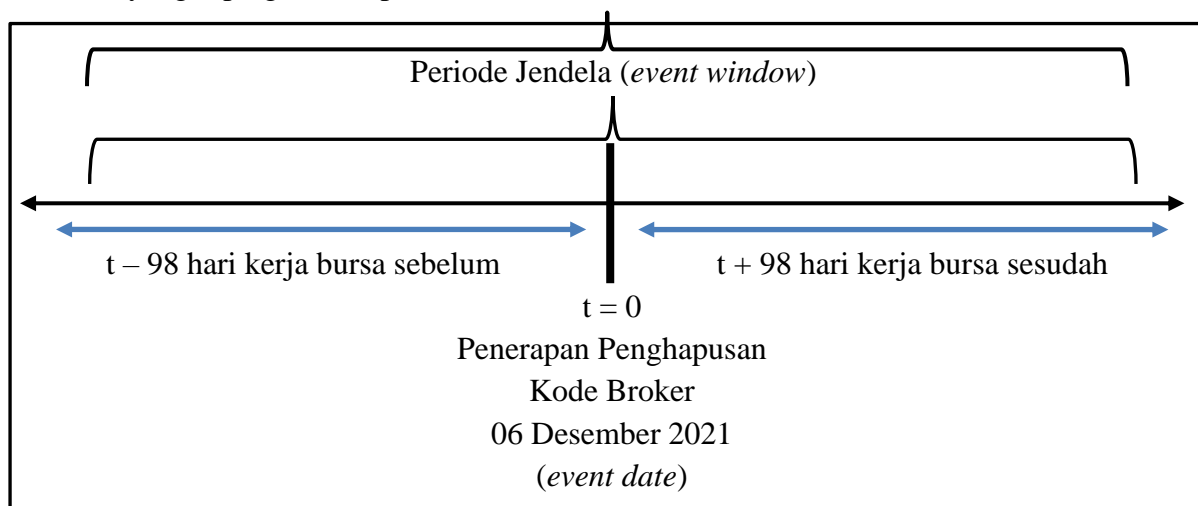 Periode Jendela (event window)
t – 98 hari kerja bursa sebelum
t + 98 hari kerja bursa sesudah
t = 0
Penerapan Penghapusan
Kode Broker
06 Desember 2021
(event date)